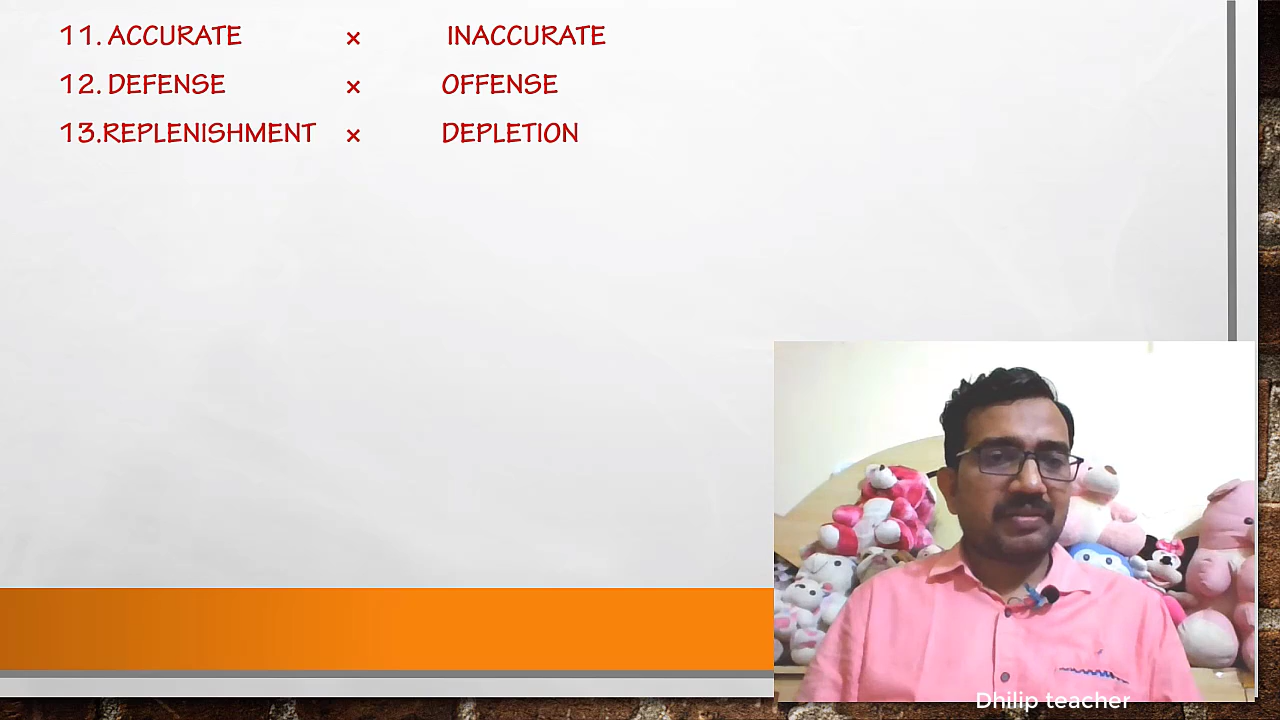 11. ACCURATE × INACCURATE
12. DEFENSE × OFFENSE
13.REPLENISHMENT × DEPLETION
Dhilip teacher